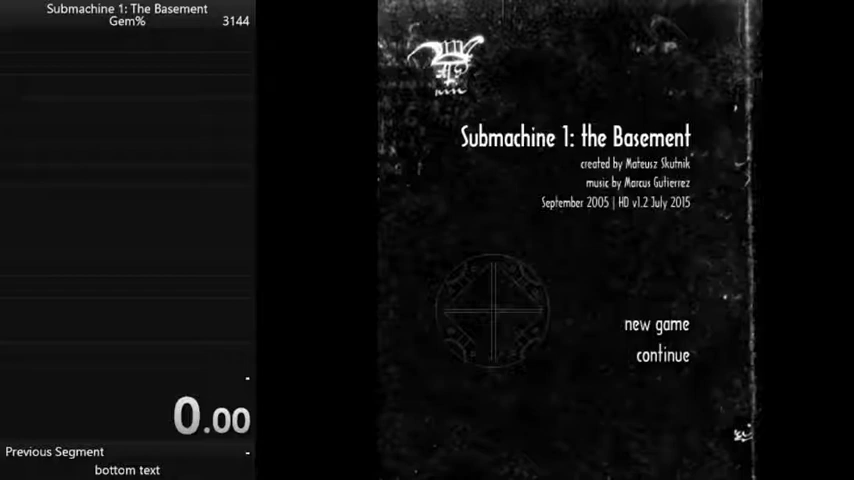 Submachine 1: The Basement
Gem%
3144
-
0.00
Previous Segment
-
bottom text
Submachine 1: the Basement
created by Mateusz Skutnik
music by Marcus Gutierrez
September 2005 | HD v1.2 July 2015
new game
continue